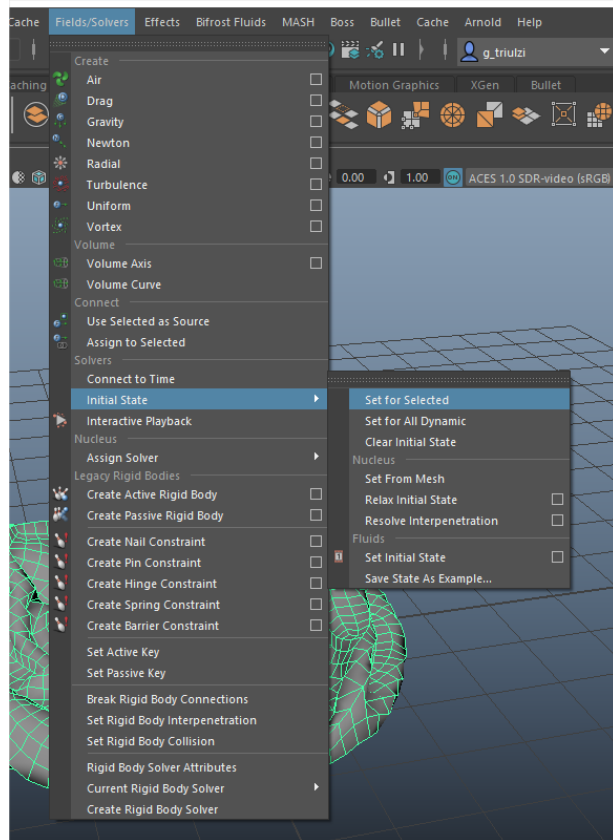 Cache Fields/Solvers Effects Bifrost Fluids MASH Boss Bullet Cache Arnold Help
g_triulzi
aching Motion Graphics XGen Bullet
0.00 1.00 ON ACES 1.0 SDR-video (sRGB)
Create
Air
Drag
Gravity
Newton
Radial
Turbulence
Uniform
Vortex
Volume
Volume Axis
Volume Curve
Connect
Use Selected as Source
Assign to Selected
Solvers
Connect to Time
Initial State
Interactive Playback
Nucleus
Assign Solver
Legacy Rigid Bodies
Create Active Rigid Body
Create Passive Rigid Body
Create Nail Constraint
Create Pin Constraint
Create Hinge Constraint
Create Spring Constraint
Create Barrier Constraint
Set Active Key
Set Passive Key
Break Rigid Body Connections
Set Rigid Body Interpenetration
Set Rigid Body Collision
Rigid Body Solver Attributes
Current Rigid Body Solver
Create Rigid Body Solver
Set for Selected
Set for All Dynamic
Clear Initial State
Nucleus
Set From Mesh
Relax Initial State
Resolve Interpenetration
Fluids
Set Initial State
Save State As Example...